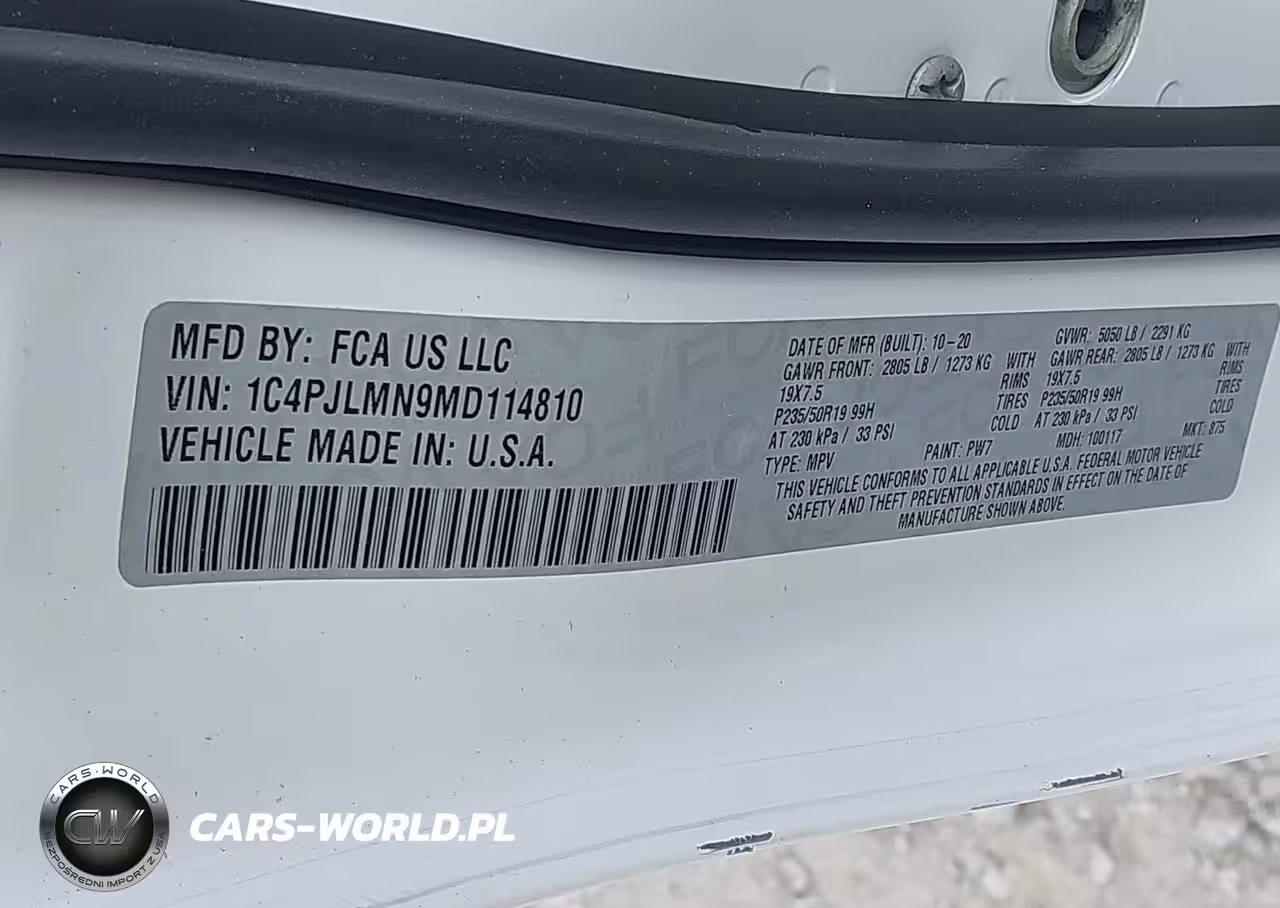 MFD BY: FCA US LLC
VIN: 1C4PJLMN9MD114810
VEHICLE MADE IN: U.S.A.
DATE OF MFR (BUILT): 10-20
GVWR: 5050 LB / 2291 KG
GAWR FRONT: 2805 LB / 1273 KG WITH
19X7.5 RIMS
P235/50R19 99H TIRES
AT 230 kPa / 33 PSI COLD
GAWR REAR: 2805 LB / 1273 KG WITH
19X7.5 RIMS
P235/50R19 99H TIRES
AT 230 kPa / 33 PSI COLD
TYPE: MPV PAINT: PW7 MDH: 100117 MKT: 875
THIS VEHICLE CONFORMS TO ALL APPLICABLE U.S.A. FEDERAL MOTOR VEHICLE
SAFETY AND THEFT PREVENTION STANDARDS IN EFFECT ON THE DATE OF
MANUFACTURE SHOWN ABOVE.
CARS-WORLD
CW
BEZPOŚREDNI IMPORT Z USA
CARS-WORLD.PL